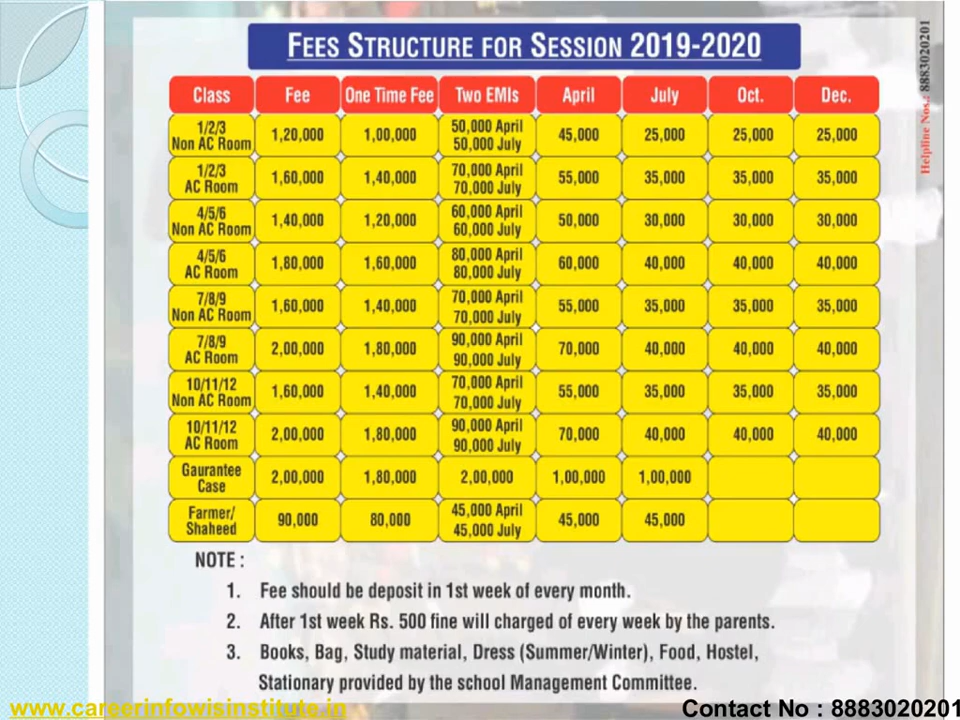 FEES STRUCTURE FOR SESSION 2019-2020
Class Fee One Time Fee Two EMIs April July Oct. Dec.
1/2/3 Non AC Room 1,20,000 1,00,000 50,000 April 50,000 July 45,000 25,000 25,000 25,000
1/2/3 AC Room 1,60,000 1,40,000 70,000 April 70,000 July 55,000 35,000 35,000 35,000
4/5/6 Non AC Room 1,40,000 1,20,000 60,000 April 60,000 July 50,000 30,000 30,000 30,000
4/5/6 AC Room 1,80,000 1,60,000 80,000 April 80,000 July 60,000 40,000 40,000 40,000
7/8/9 Non AC Room 1,60,000 1,40,000 70,000 April 70,000 July 55,000 35,000 35,000 35,000
7/8/9 AC Room 2,00,000 1,80,000 90,000 April 90,000 July 70,000 40,000 40,000 40,000
10/11/12 Non AC Room 1,60,000 1,40,000 70,000 April 70,000 July 55,000 35,000 35,000 35,000
10/11/12 AC Room 2,00,000 1,80,000 90,000 April 90,000 July 70,000 40,000 40,000 40,000
Gaurantee Case 2,00,000 1,80,000 2,00,000 1,00,000 1,00,000
Farmer/ Shaheed 90,000 80,000 45,000 April 45,000 July 45,000 45,000
NOTE :
1. Fee should be deposit in 1st week of every month.
2. After 1st week Rs. 500 fine will charged of every week by the parents.
3. Books, Bag, Study material, Dress (Summer/Winter), Food, Hostel,
Stationary provided by the school Management Committee.
Helpline Nos.: 8883020201
www.careerinfowisinstitute.in
Contact No : 8883020201